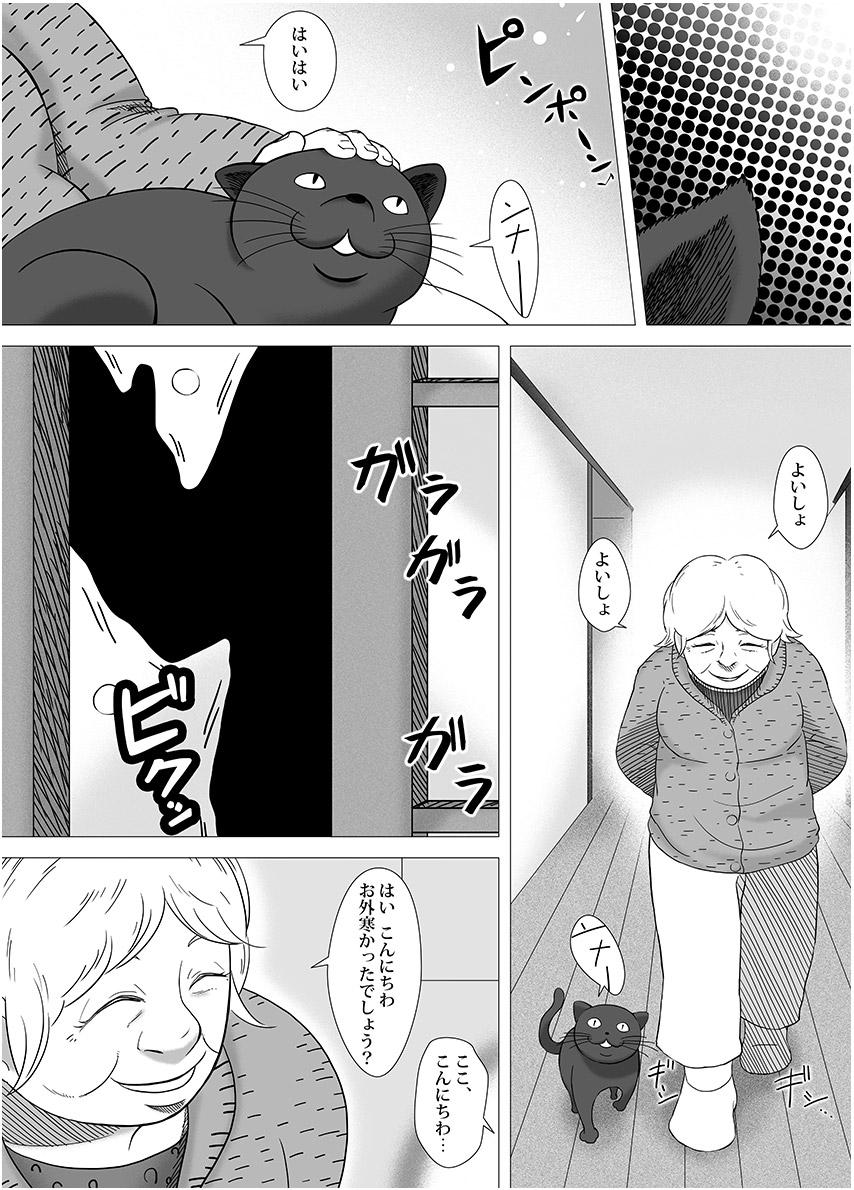 ピンポーン♪
はいはい
ンナー
よいしょ
よいしょ
ンナー
ギシ…
ギシ
ガラ
ガラ
ガラ
ビクッ
はい こんにちわ
お外寒かったでしょう？
ここ、
こんにちわ…